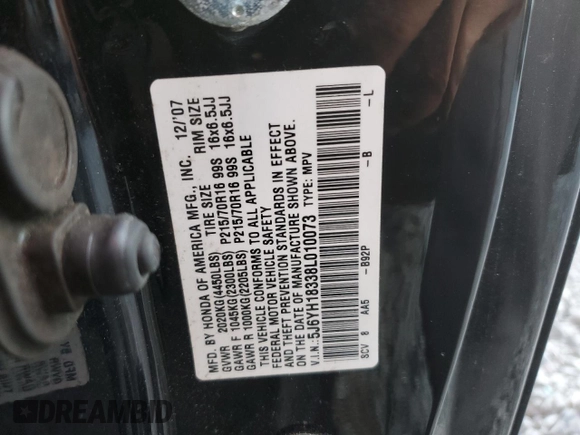 MFD. BY HONDA OF AMERICA MFG., INC. 12/'07
TIRE SIZE RIM SIZE
GVWR 2020KG(4450LBS)
GAWR F 1045KG(2300LBS) P215/70R16 99S 16x6.5JJ
GAWR R 1000KG(2205LBS) P215/70R16 99S 16x6.5JJ
THIS VEHICLE CONFORMS TO ALL APPLICABLE
FEDERAL MOTOR VEHICLE SAFETY
AND THEFT PREVENTION STANDARDS IN EFFECT
ON THE DATE OF MANUFACTURE SHOWN ABOVE.
V.I.N.:5J6YH18338L010073 TYPE: MPV
SCV 8 AA5 -B92P -B -L
DREAMBID